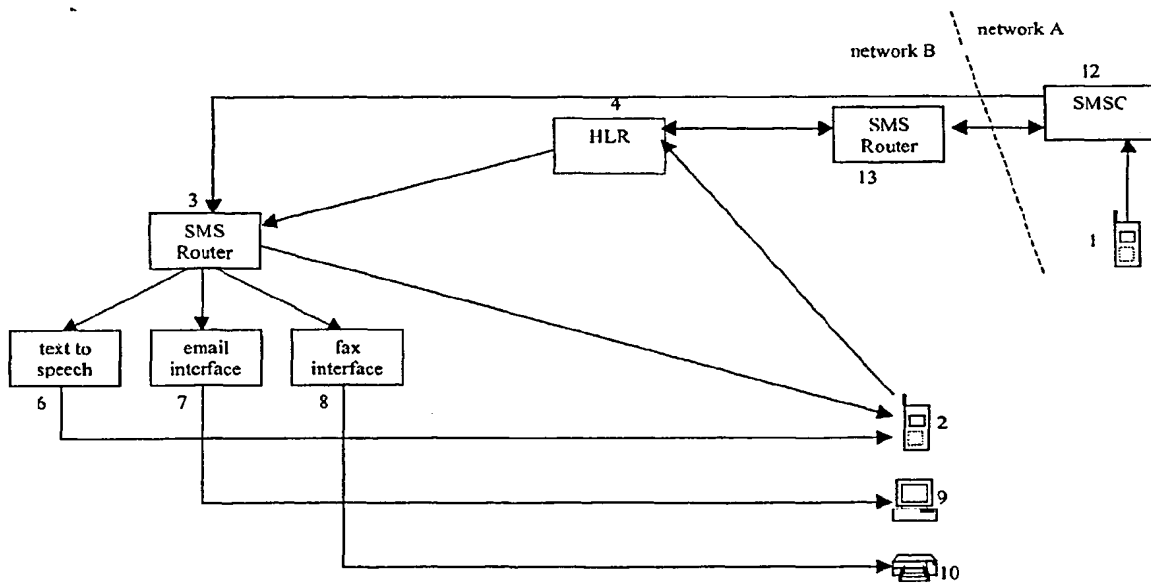 network A
network B
12
SMSC
4
HLR
SMS
Router
13
1
3
SMS
Router
text to
speech
email
interface
fax
interface
6
7
8
2
9
10